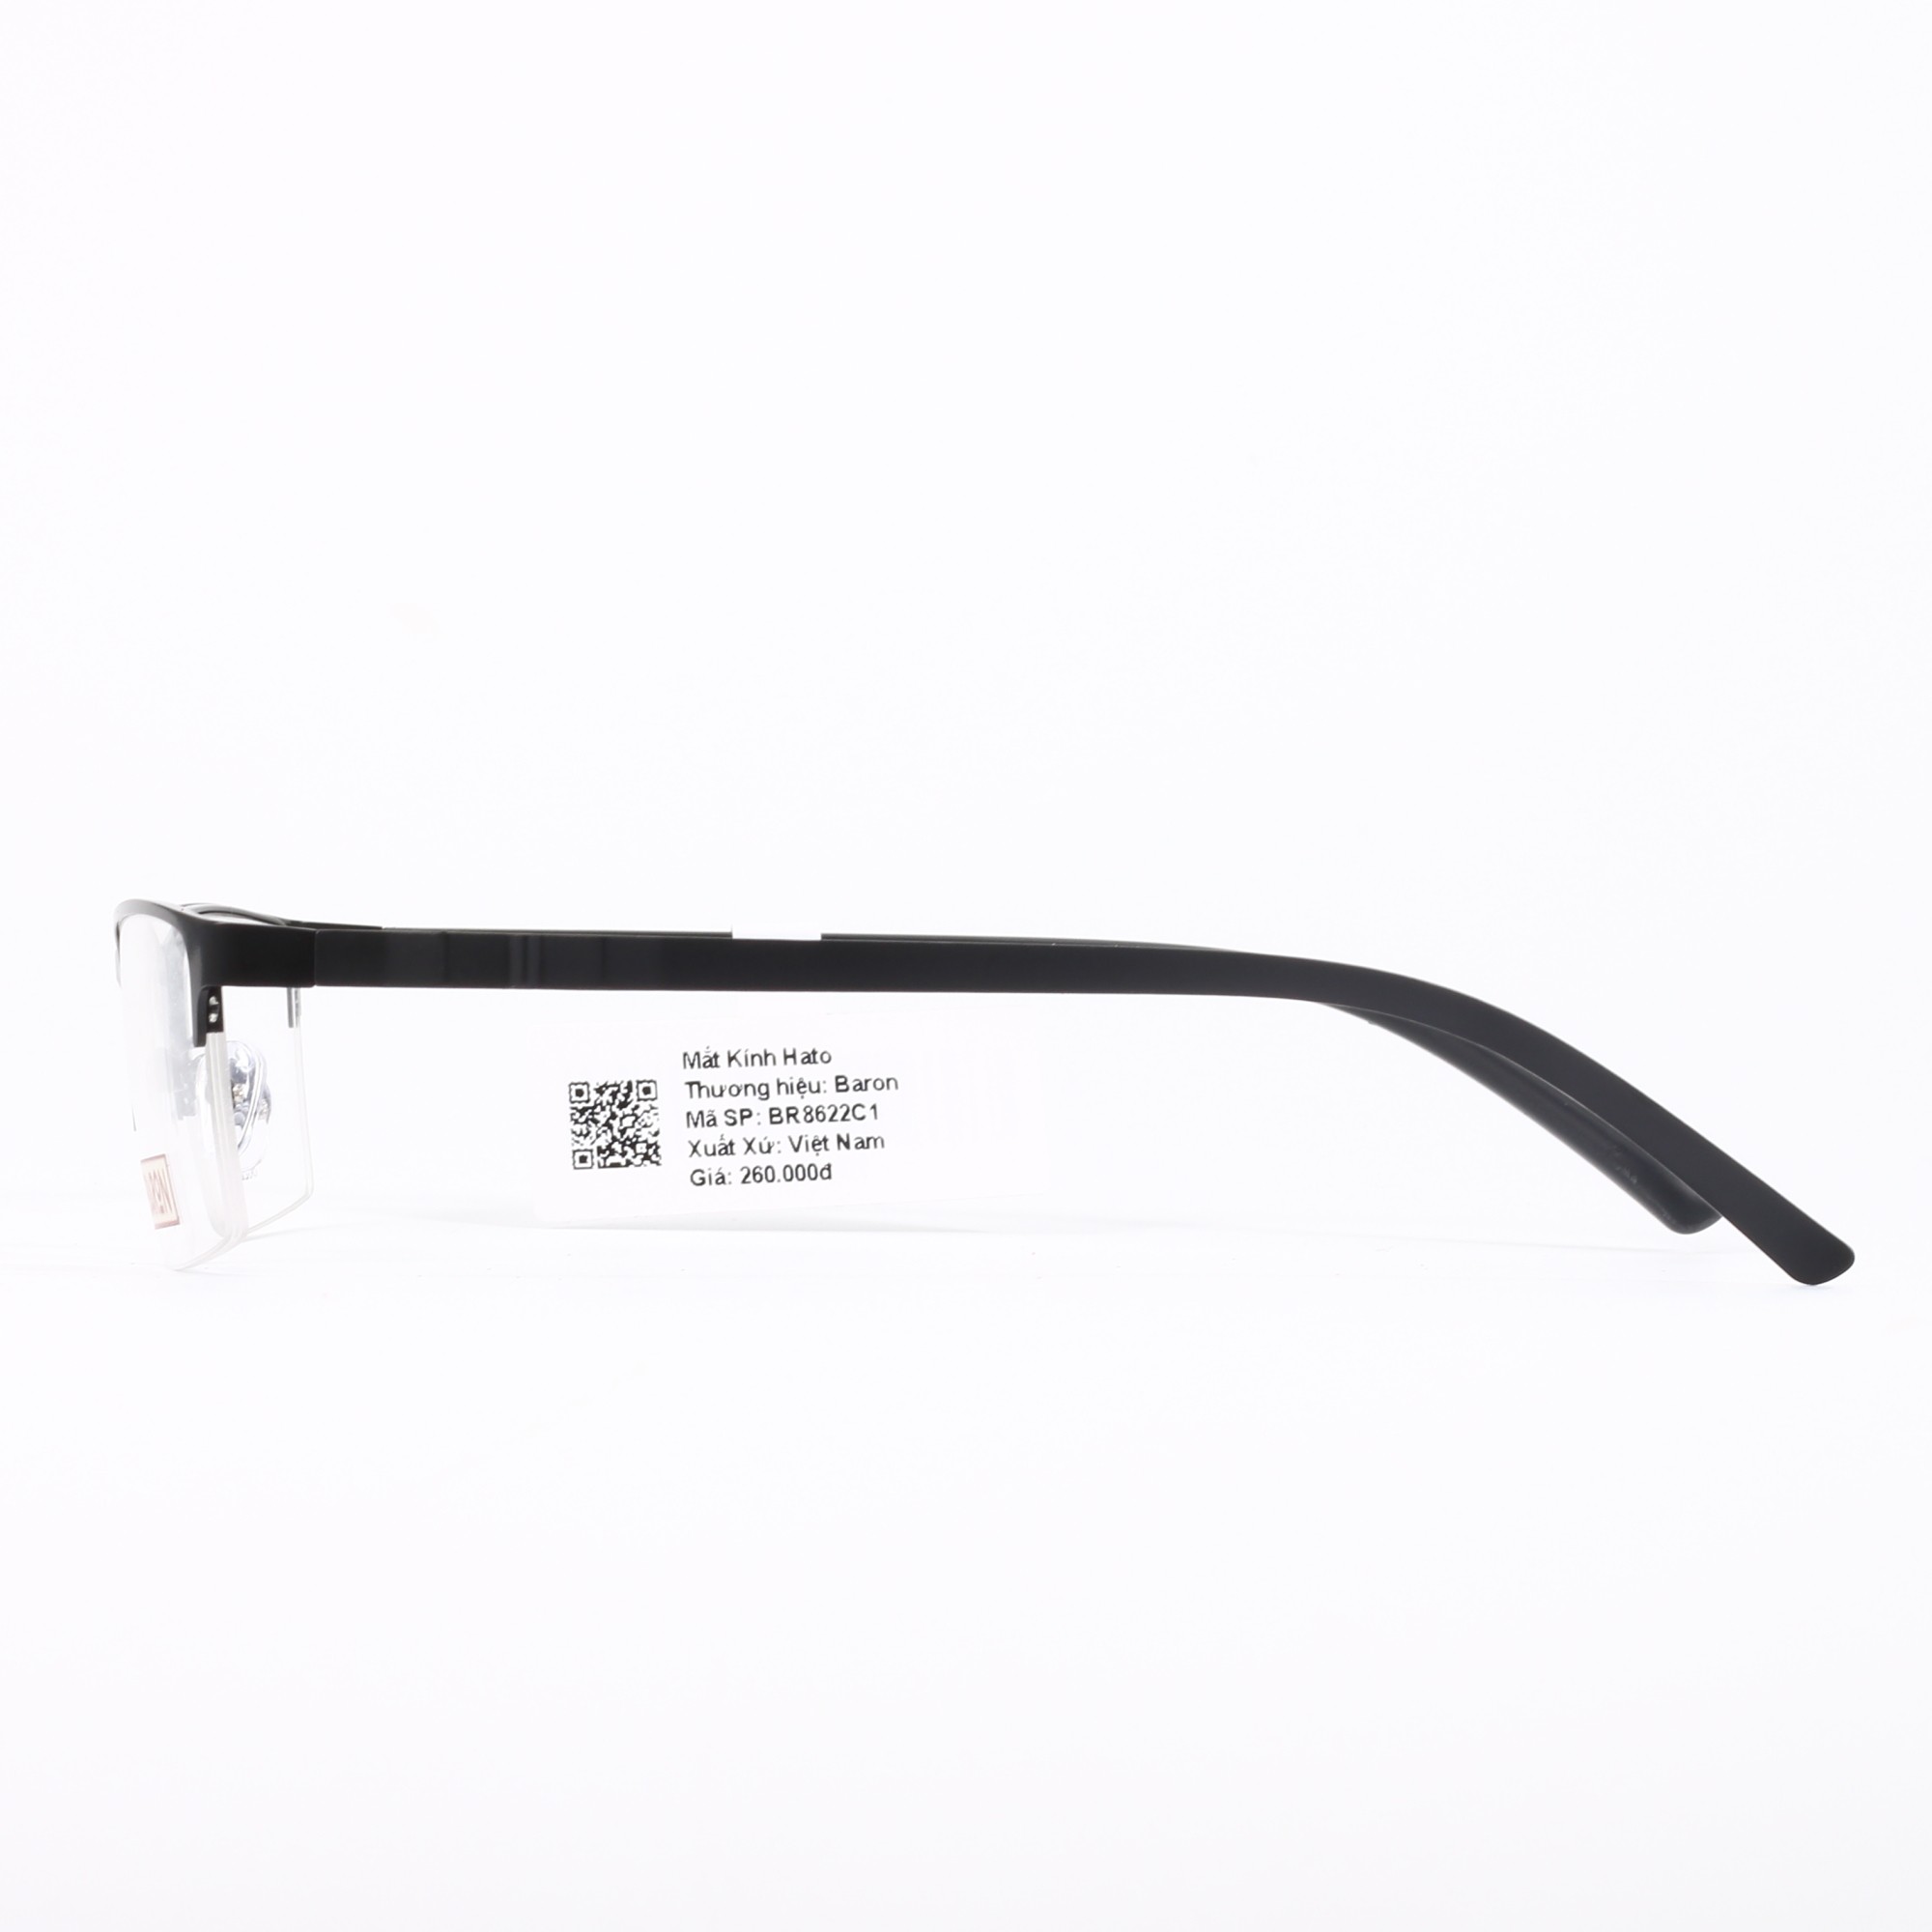 Mắt Kính Hato
Thương hiệu: Baron
Mã SP: BR8622C1
Xuất Xứ: Việt Nam
Giá: 260.000đ